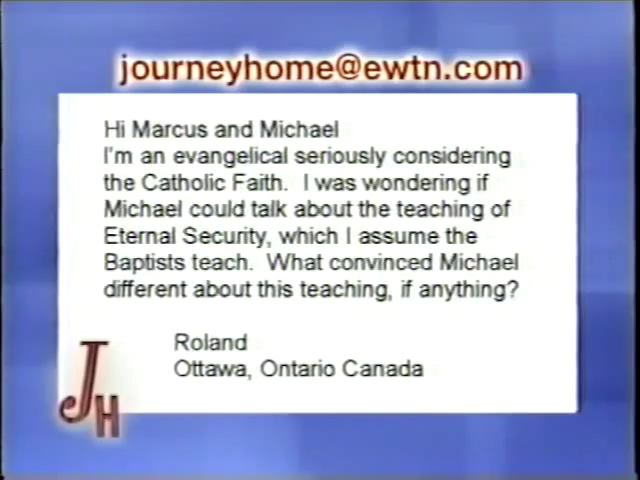 journeyhome@ewtn.com
Hi Marcus and Michael
I'm an evangelical seriously considering
the Catholic Faith.  I was wondering if
Michael could talk about the teaching of
Eternal Security, which I assume the
Baptists teach.  What convinced Michael
different about this teaching, if anything?
Roland
Ottawa, Ontario Canada
JH